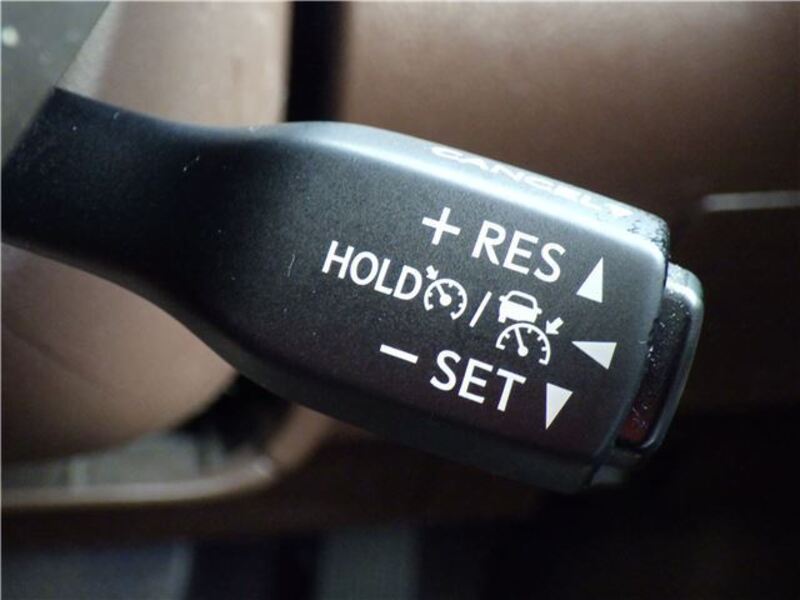 CANCEL
+ RES
HOLD /
− SET